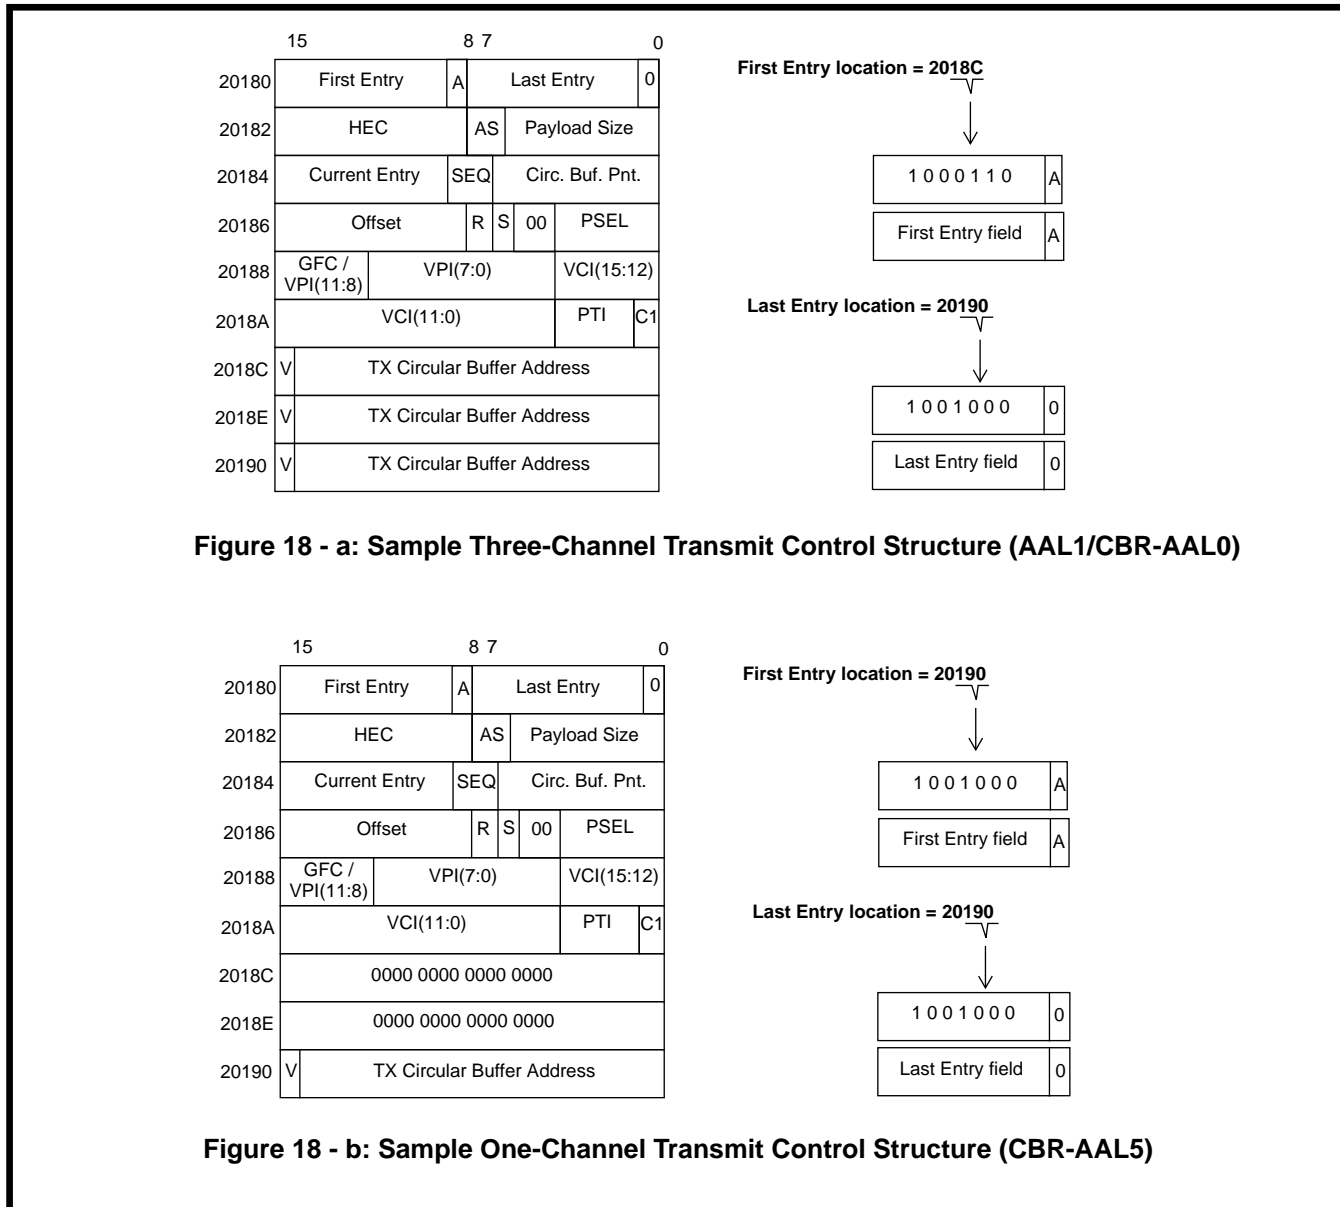 15 8 7 0
20180 First Entry A Last Entry 0
20182 HEC AS Payload Size
20184 Current Entry SEQ Circ. Buf. Pnt.
20186 Offset R S 00 PSEL
20188 GFC / VPI(11:8) VPI(7:0) VCI(15:12)
2018A VCI(11:0) PTI C1
2018C V TX Circular Buffer Address
2018E V TX Circular Buffer Address
20190 V TX Circular Buffer Address
First Entry location = 2018C
1 0 0 0 1 1 0 A
First Entry field A
Last Entry location = 20190
1 0 0 1 0 0 0 0
Last Entry field 0
Figure 18 - a: Sample Three-Channel Transmit Control Structure (AAL1/CBR-AAL0)
15 8 7 0
20180 First Entry A Last Entry 0
20182 HEC AS Payload Size
20184 Current Entry SEQ Circ. Buf. Pnt.
20186 Offset R S 00 PSEL
20188 GFC / VPI(11:8) VPI(7:0) VCI(15:12)
2018A VCI(11:0) PTI C1
2018C 0000 0000 0000 0000
2018E 0000 0000 0000 0000
20190 V TX Circular Buffer Address
First Entry location = 20190
1 0 0 1 0 0 0 A
First Entry field A
Last Entry location = 20190
1 0 0 1 0 0 0 0
Last Entry field 0
Figure 18 - b: Sample One-Channel Transmit Control Structure (CBR-AAL5)